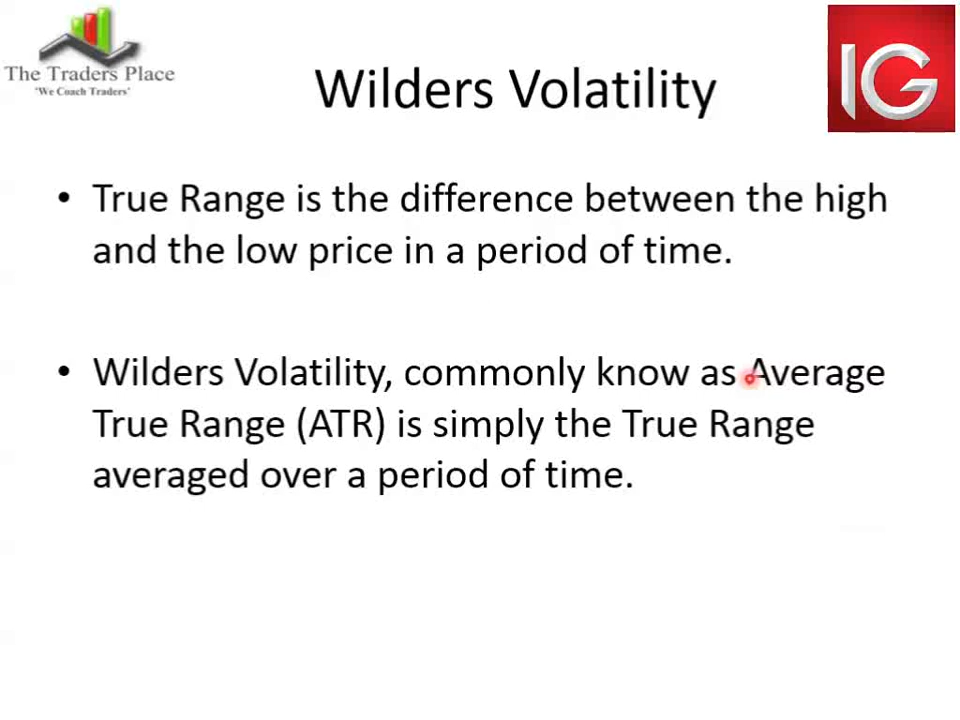 The Traders Place
'We Coach Traders'
IG
Wilders Volatility
• True Range is the difference between the high
and the low price in a period of time.
• Wilders Volatility, commonly know as Average
True Range (ATR) is simply the True Range
averaged over a period of time.